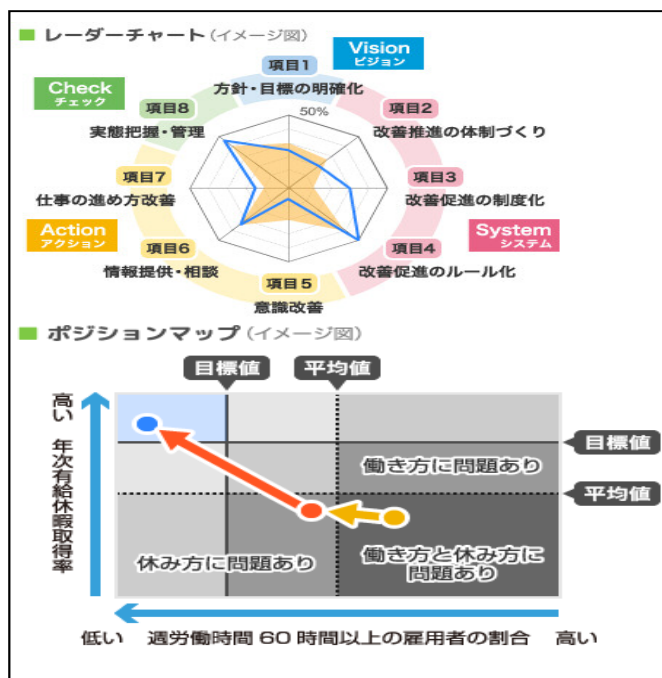 ■ レーダーチャート(イメージ図)
Vision
ビジョン
項目1
方針・目標の明確化
Check
チェック
項目8
実態把握・管理
50%
項目2
改善推進の体制づくり
項目7
仕事の進め方改善
項目3
改善促進の制度化
Action
アクション
項目6
情報提供・相談
System
システム
項目4
改善促進のルール化
項目5
意識改善
■ ポジションマップ(イメージ図)
目標値
平均値
高い
年次有給休暇取得率
目標値
働き方に問題あり
平均値
休み方に問題あり
働き方と休み方に
問題あり
低い 週労働時間60時間以上の雇用者の割合 高い